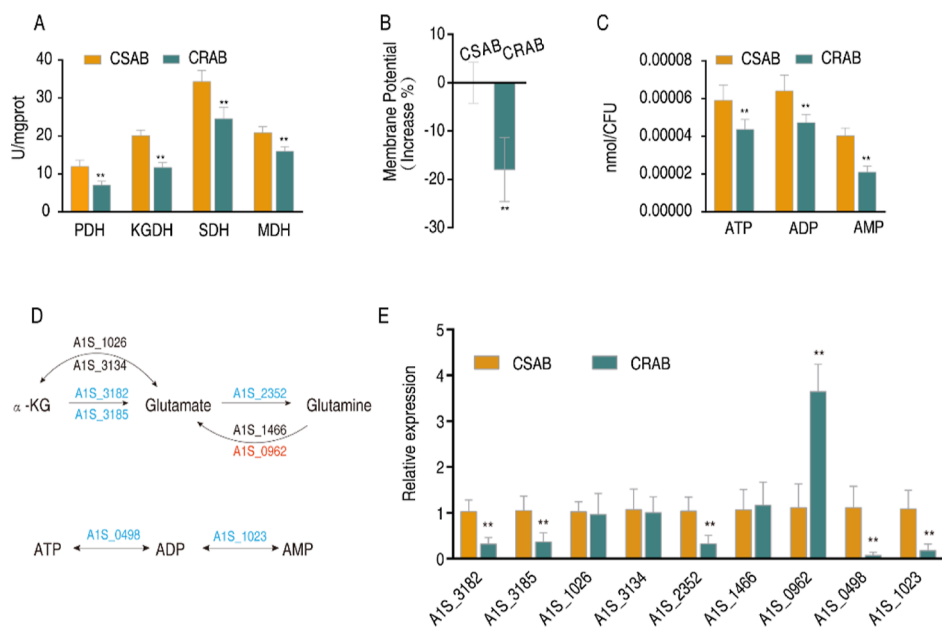 A
CSAB
CRAB
U/mgprot
40
30
20
10
0
**
**
**
**
PDH
KGDH
SDH
MDH
B
Membrane Potential
(Increase %)
10
0
-10
-20
-30
CSAB
CRAB
**
C
CSAB
CRAB
nmol/CFU
0.00008
0.00006
0.00004
0.00002
0.00000
**
**
**
ATP
ADP
AMP
D
A1S_1026
A1S_3134
α -KG
A1S_3182
A1S_3185
Glutamate
A1S_2352
Glutamine
A1S_1466
A1S_0962
ATP
A1S_0498
ADP
A1S_1023
AMP
E
CSAB
CRAB
Relative expression
5
4
3
2
1
0
**
**
**
**
**
**
A1S_3182
A1S_3185
A1S_1026
A1S_3134
A1S_2352
A1S_1466
A1S_0962
A1S_0498
A1S_1023